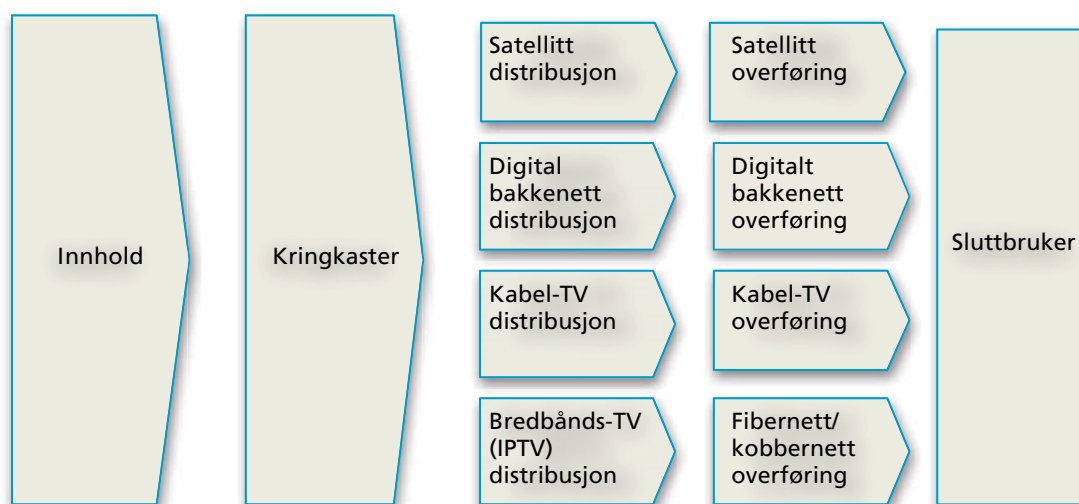 Innhold
Kringkaster
Satellitt
distribusjon
Satellitt
overføring
Digital
bakkenett
distribusjon
Digitalt
bakkenett
overføring
Kabel-TV
distribusjon
Kabel-TV
overføring
Bredbånds-TV
(IPTV)
distribusjon
Fibernett/
kobbernett
overføring
Sluttbruker